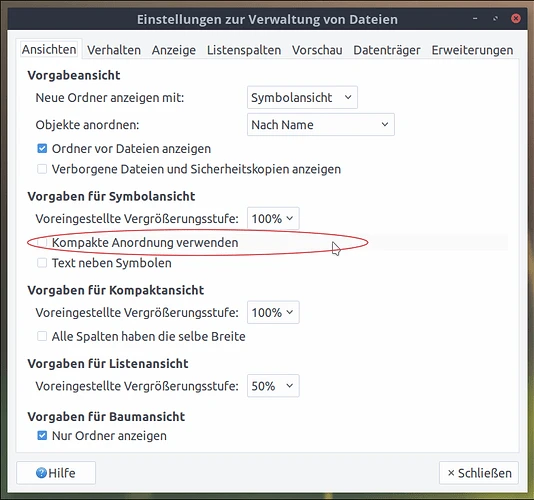 Einstellungen zur Verwaltung von Dateien
Ansichten Verhalten Anzeige Listenspalten Vorschau Datenträger Erweiterungen
Vorgabeansicht
Neue Ordner anzeigen mit: Symbolansicht
Objekte anordnen: Nach Name
Ordner vor Dateien anzeigen
Verborgene Dateien und Sicherheitskopien anzeigen
Vorgaben für Symbolansicht
Voreingestellte Vergrößerungsstufe: 100%
Kompakte Anordnung verwenden
Text neben Symbolen
Vorgaben für Kompaktansicht
Voreingestellte Vergrößerungsstufe: 100%
Alle Spalten haben die selbe Breite
Vorgaben für Listenansicht
Voreingestellte Vergrößerungsstufe: 50%
Vorgaben für Baumansicht
Nur Ordner anzeigen
Hilfe Schließen